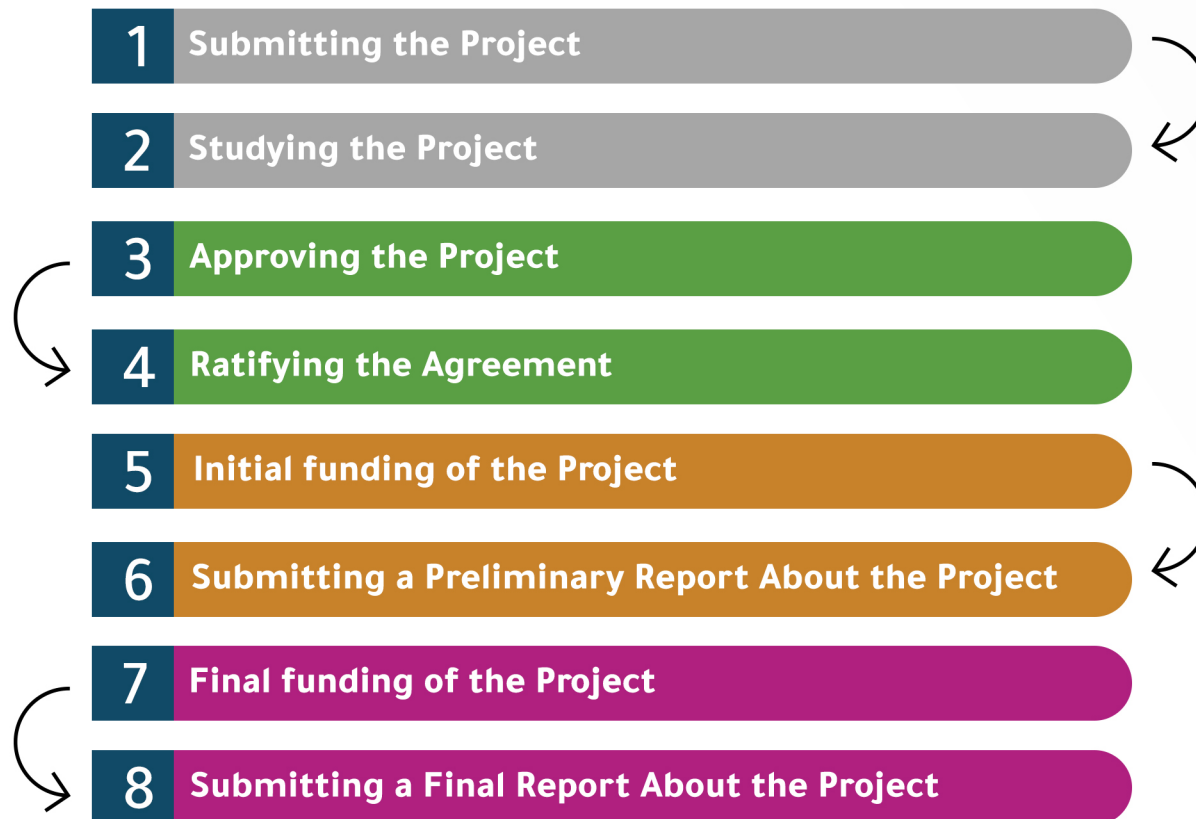 1 Submitting the Project
2 Studying the Project
3 Approving the Project
4 Ratifying the Agreement
5 Initial funding of the Project
6 Submitting a Preliminary Report About the Project
7 Final funding of the Project
8 Submitting a Final Report About the Project